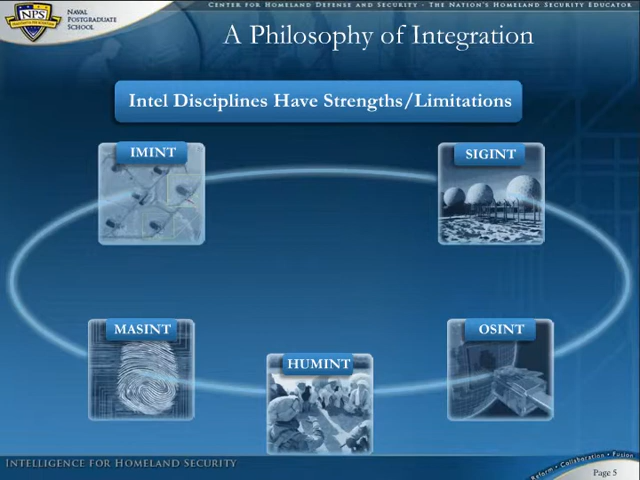 Center for Homeland Defense and Security - The Nation's Homeland Security Educator
NPS
Naval
Postgraduate
School
A Philosophy of Integration
Intel Disciplines Have Strengths/Limitations
IMINT
SIGINT
MASINT
OSINT
HUMINT
Intelligence for Homeland Security
Reform • Collaboration • Fusion
Page 5